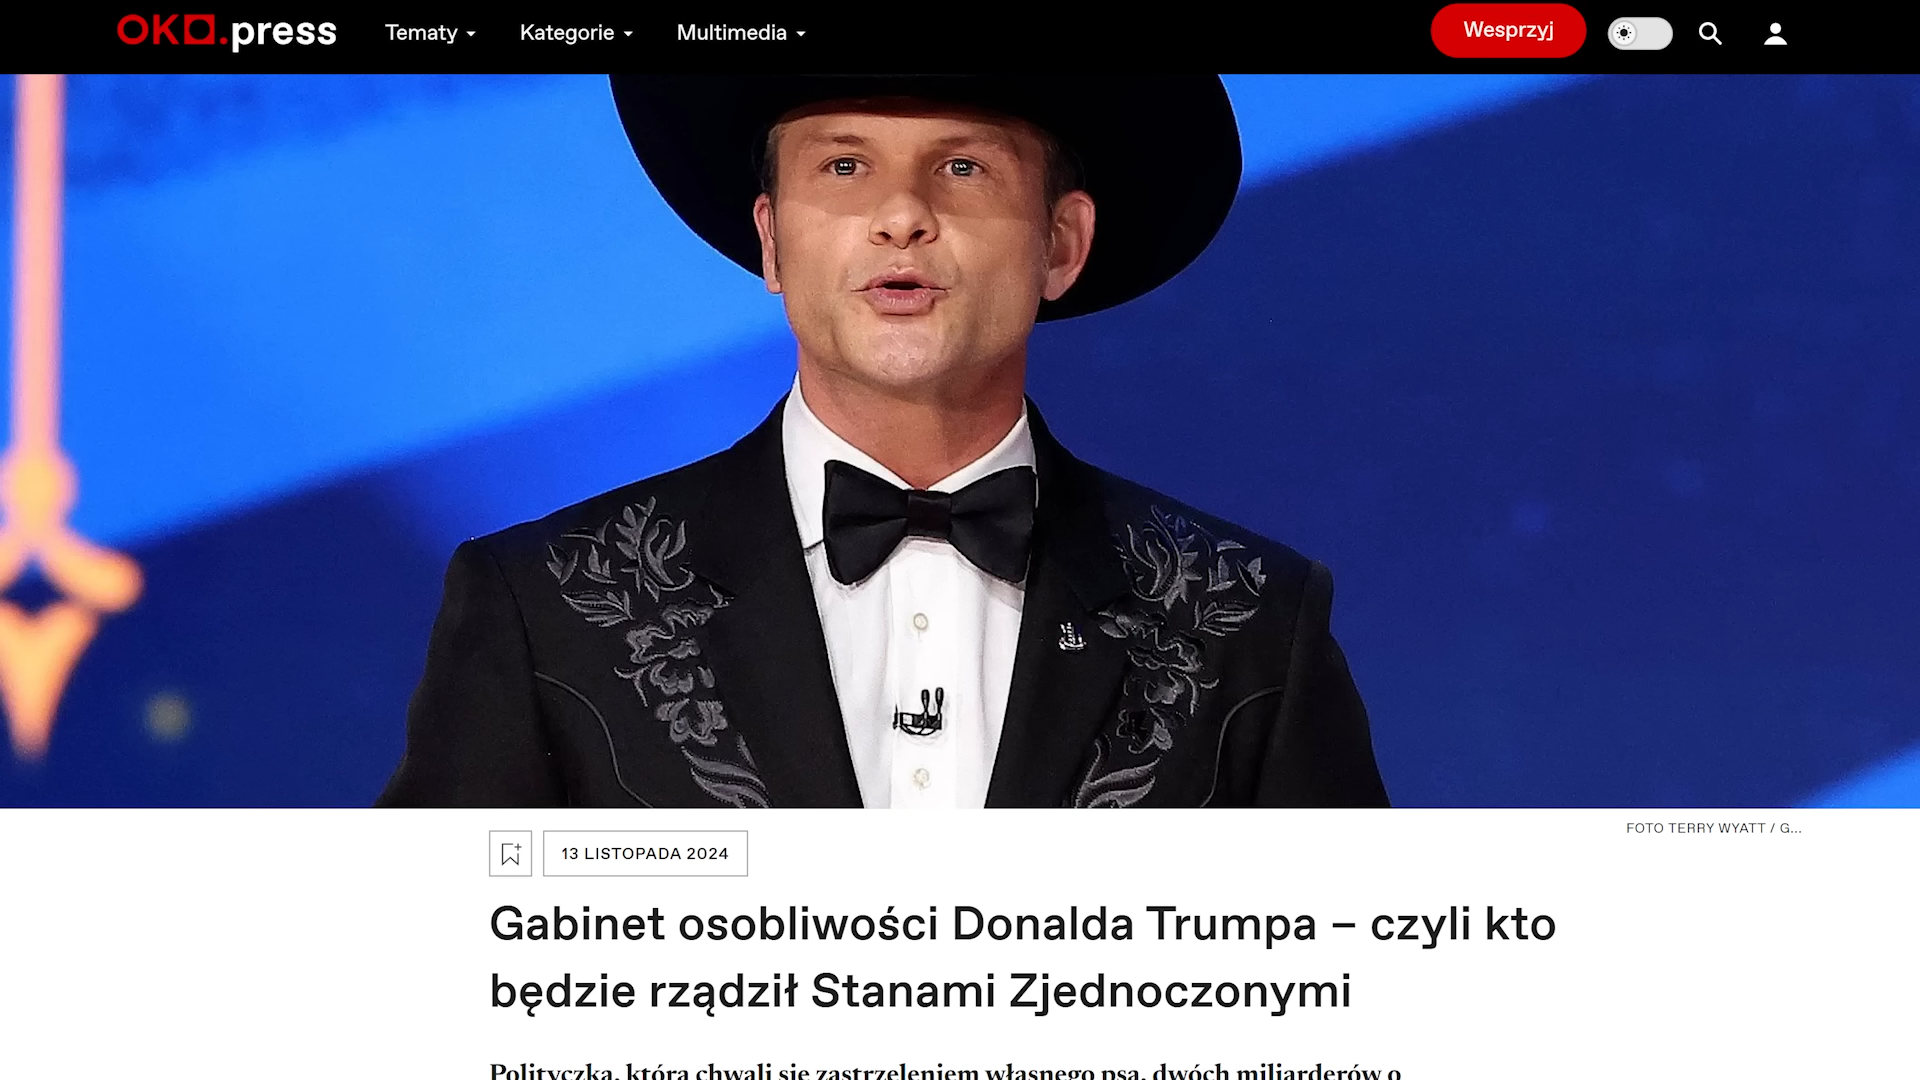 OKO.press Tematy Kategorie Multimedia Wesprzyj
FOTO TERRY WYATT / G...
13 LISTOPADA 2024
Gabinet osobliwości Donalda Trumpa – czyli kto
będzie rządził Stanami Zjednoczonymi
Polityczka, która chwali się zastrzeleniem własnego psa, dwóch miliarderów o